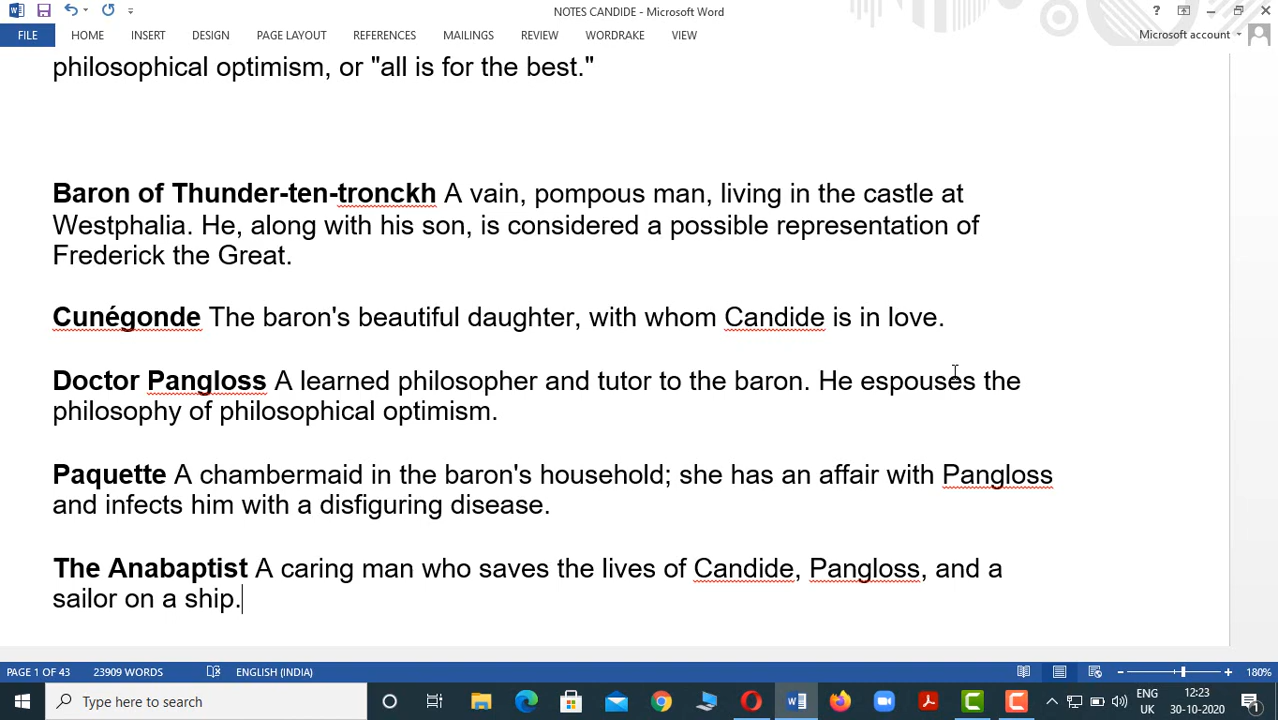 NOTES CANDIDE - Microsoft Word
FILE HOME INSERT DESIGN PAGE LAYOUT REFERENCES MAILINGS REVIEW WORDRAKE VIEW Microsoft account
philosophical optimism, or "all is for the best."
Baron of Thunder-ten-tronckh A vain, pompous man, living in the castle at
Westphalia. He, along with his son, is considered a possible representation of
Frederick the Great.
Cunégonde The baron's beautiful daughter, with whom Candide is in love.
Doctor Pangloss A learned philosopher and tutor to the baron. He espouses the
philosophy of philosophical optimism.
Paquette A chambermaid in the baron's household; she has an affair with Pangloss
and infects him with a disfiguring disease.
The Anabaptist A caring man who saves the lives of Candide, Pangloss, and a
sailor on a ship.
PAGE 1 OF 43 23909 WORDS ENGLISH (INDIA) 180%
Type here to search ENG 12:23
UK 30-10-2020